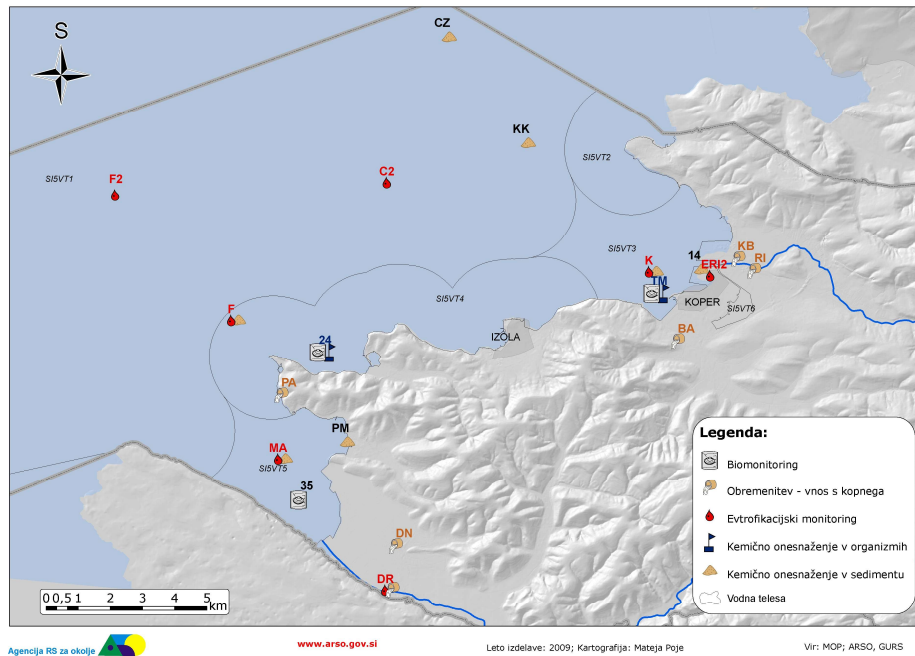 CZ
S
KK
SI5VT2
F2
C2
SI5VT1
14
KB
SI5VT3
K
ERI2
RI
TM
SI5VT4
KOPER
SI5VT6
F
IZOLA
BA
24
PA
PM
MA
SI5VT5
35
DN
DR
Legenda:
Biomonitoring
Obremenitev - vnos s kopnega
Evtrofikacijski monitoring
Kemično onesnaženje v organizmih
Kemično onesnaženje v sedimentu
Vodna telesa
0 0,5 1 2 3 4 5
km
Agencija RS za okolje
www.arso.gov.si
Leto izdelave: 2009; Kartografija: Mateja Poje
Vir: MOP; ARSO, GURS